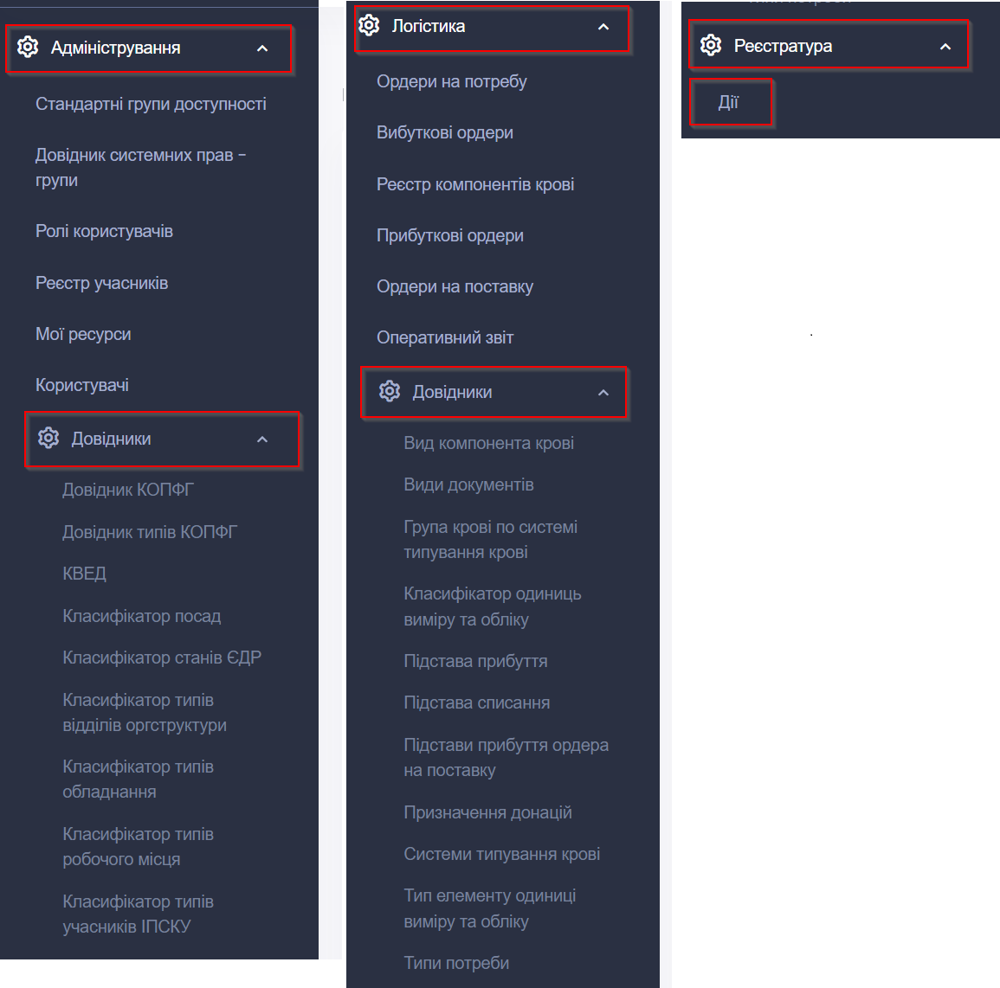 Адміністрування
Стандартні групи доступності
Довідник системних прав –
групи
Ролі користувачів
Реєстр учасників
Мої ресурси
Користувачі
Довідники
Довідник КОПФГ
Довідник типів КОПФГ
КВЕД
Класифікатор посад
Класифікатор станів ЄДР
Класифікатор типів
відділів оргструктури
Класифікатор типів
обладнання
Класифікатор типів
робочого місця
Класифікатор типів
учасників ІПСКУ
Логістика
Ордери на потребу
Вибуткові ордери
Реєстр компонентів крові
Прибуткові ордери
Ордери на поставку
Оперативний звіт
Довідники
Вид компонента крові
Види документів
Група крові по системі
типування крові
Класифікатор одиниць
виміру та обліку
Підстава прибуття
Підстава списання
Підстави прибуття ордера
на поставку
Призначення донацій
Системи типування крові
Тип елементу одиниці
виміру та обліку
Типи потреби
Реєстратура
Дії